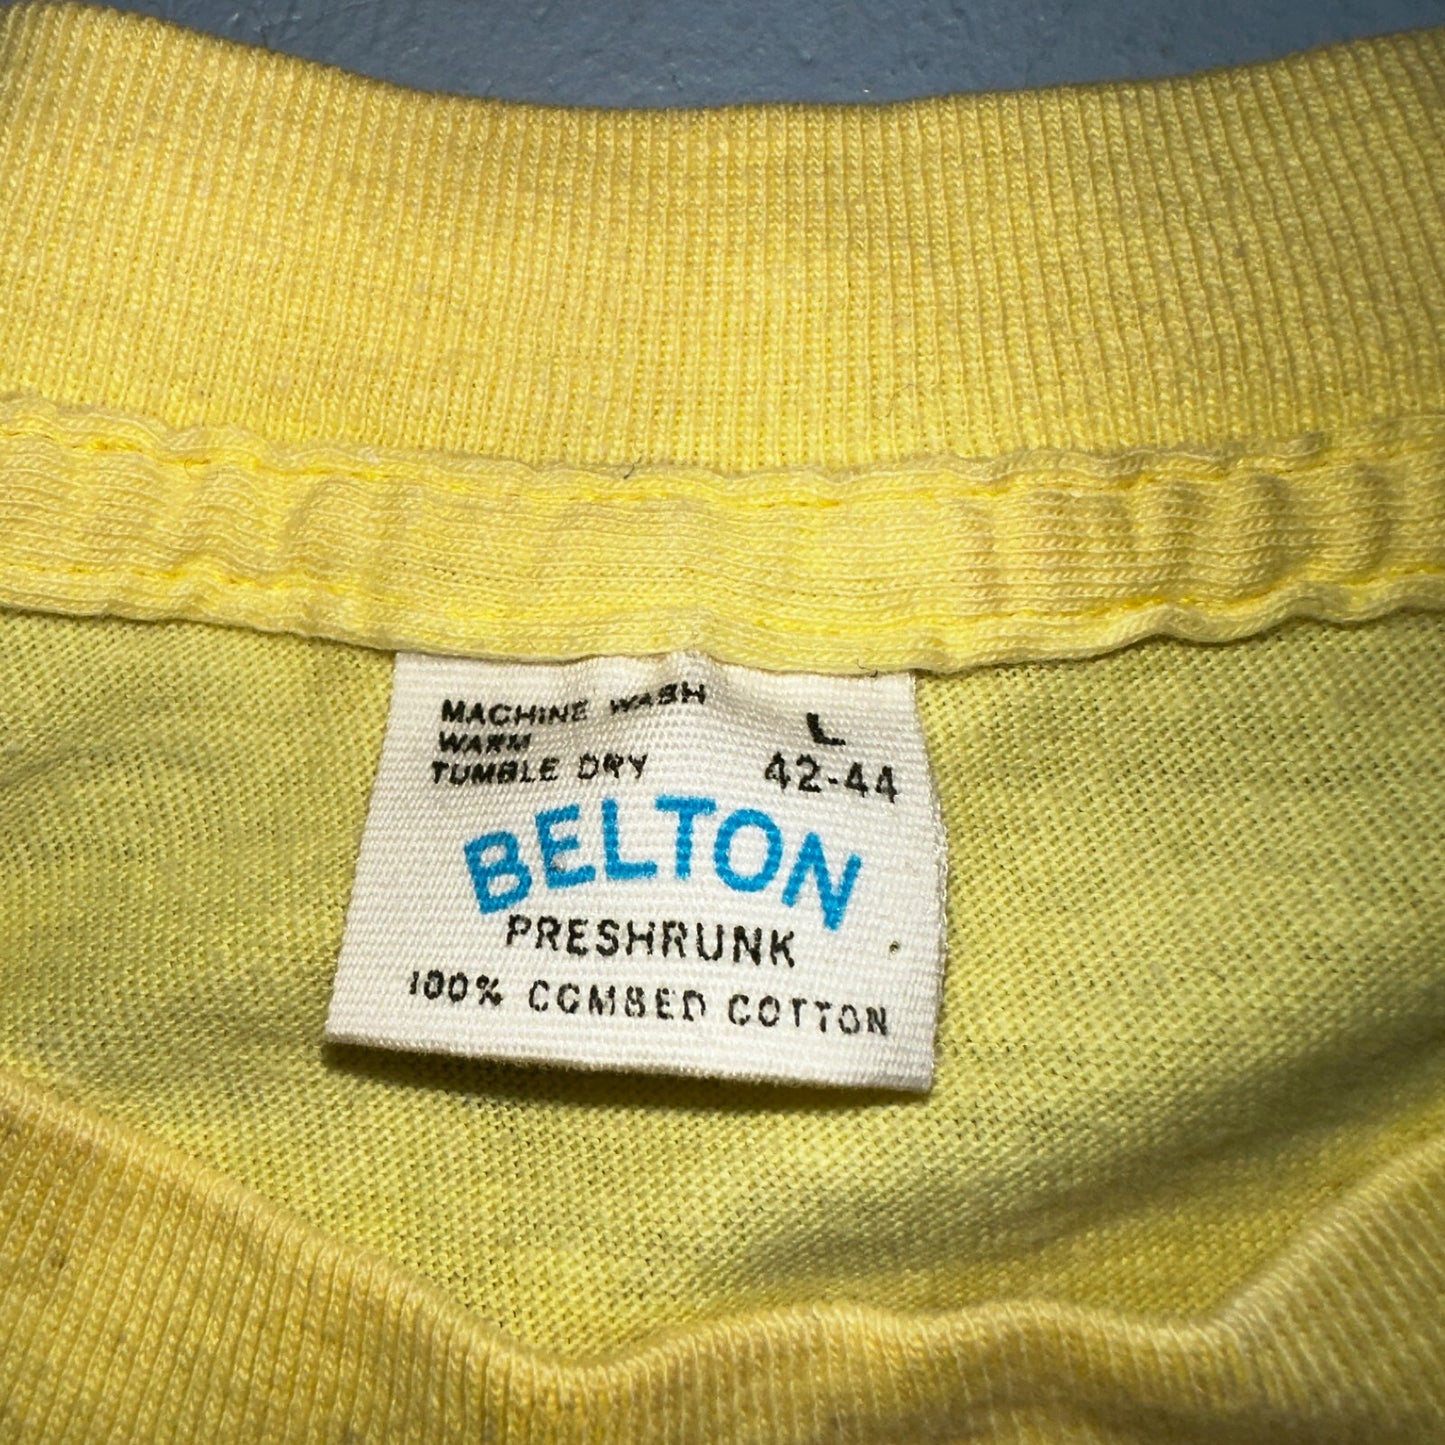 MACHINE WASH
WARM
TUMBLE DRY
L
42-44
BELTON
PRESHRUNK
100% COMBED COTTON